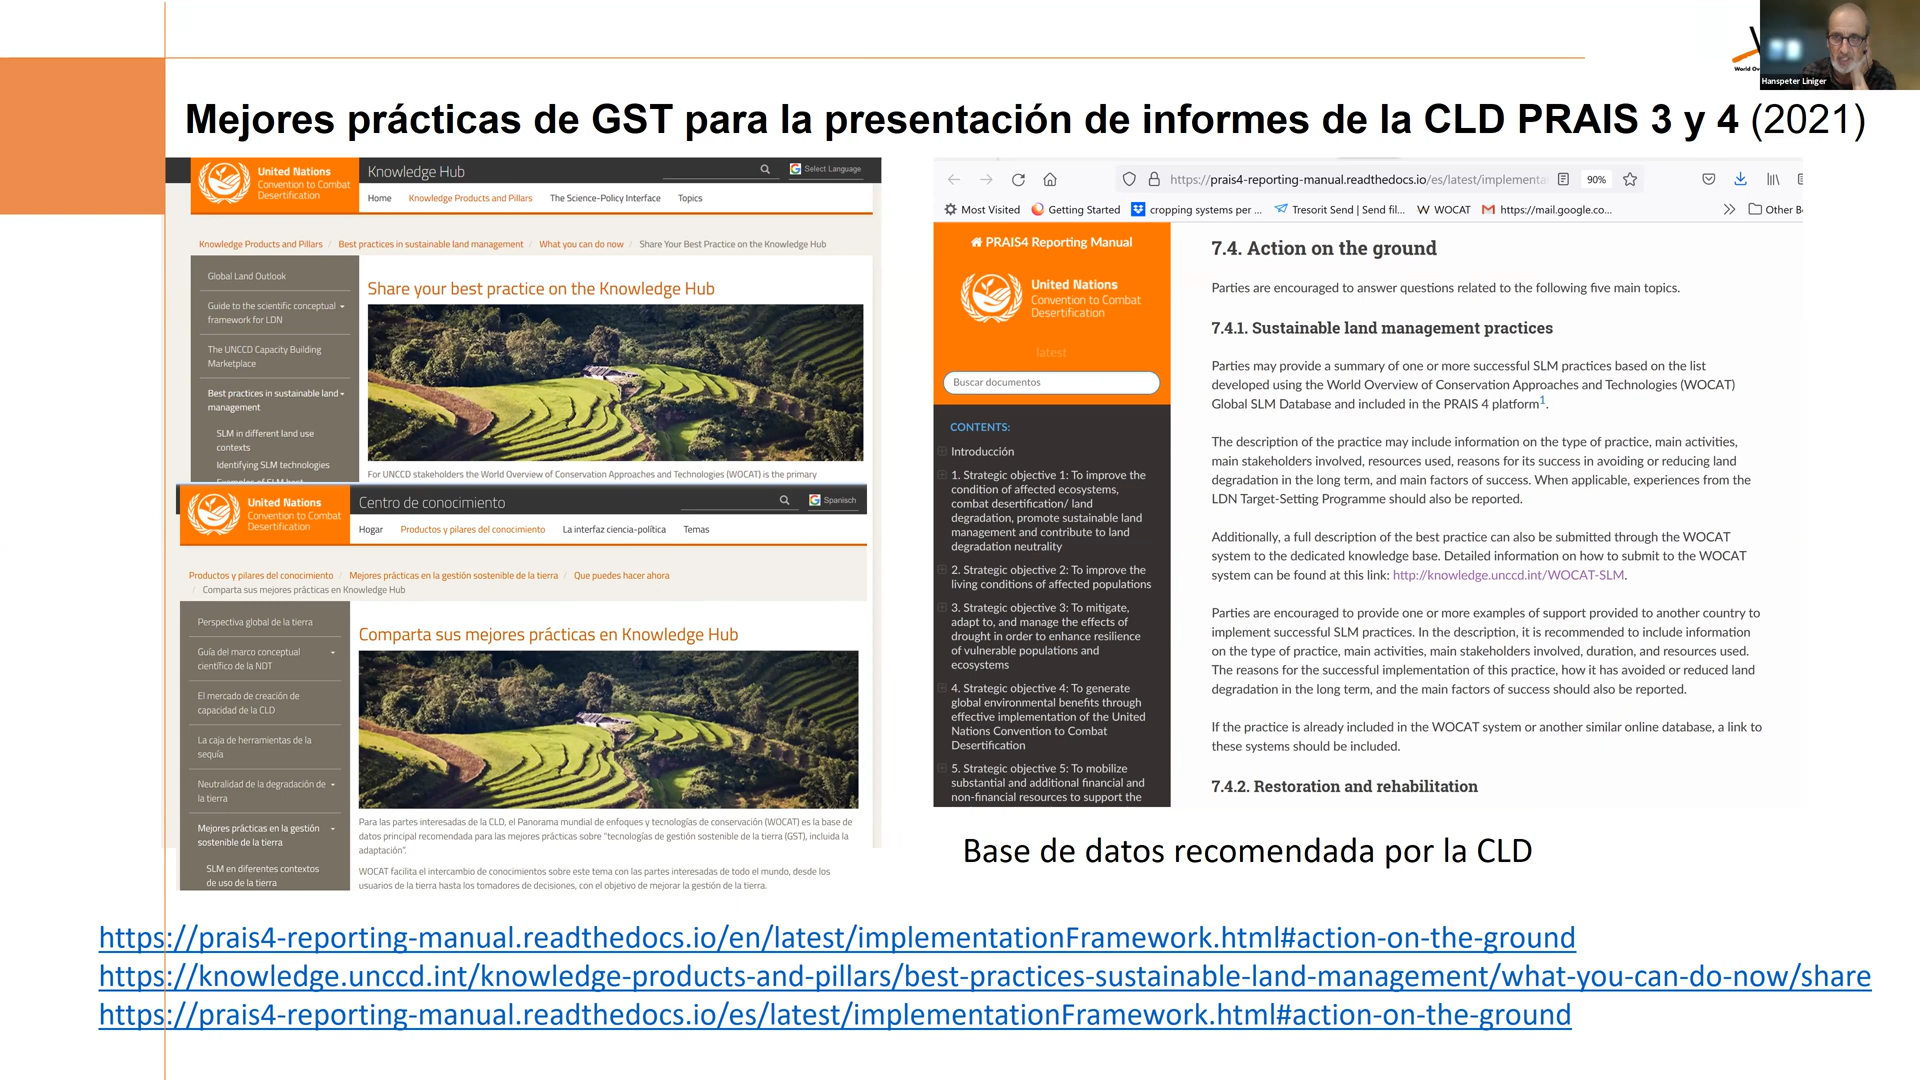 Hanspeter Liniger
Mejores prácticas de GST para la presentación de informes de la CLD PRAIS 3 y 4 (2021)
United Nations
Convention to Combat
Desertification
Knowledge Hub
Select Language
Home
Knowledge Products and Pillars
The Science-Policy Interface
Topics
Knowledge Products and Pillars / Best practices in sustainable land management / What you can do now / Share Your Best Practice on the Knowledge Hub
Global Land Outlook
Guide to the scientific conceptual
framework for LDN
The UNCCD Capacity Building
Marketplace
Best practices in sustainable land
management
SLM in different land use
contexts
Identifying SLM technologies
Share your best practice on the Knowledge Hub
For UNCCD stakeholders the World Overview of Conservation Approaches and Technologies (WOCAT) is the primary
United Nations
Convention to Combat
Desertification
Centro de conocimiento
Spanisch
Hogar
Productos y pilares del conocimiento
La interfaz ciencia-política
Temas
Productos y pilares del conocimiento / Mejores prácticas en la gestión sostenible de la tierra / Que puedes hacer ahora
/ Comparta sus mejores prácticas en Knowledge Hub
Perspectiva global de la tierra
Guía del marco conceptual
científico de la NDT
El mercado de creación de
capacidad de la CLD
La caja de herramientas de la
sequía
Neutralidad de la degradación de
la tierra
Mejores prácticas en la gestión
sostenible de la tierra
SLM en diferentes contextos
de uso de la tierra
Comparta sus mejores prácticas en Knowledge Hub
Para las partes interesadas de la CLD, el Panorama mundial de enfoques y tecnologías de conservación (WOCAT) es la base de
datos principal recomendada para las mejores prácticas sobre "tecnologías de gestión sostenible de la tierra (GST), incluida la
adaptación".
WOCAT facilita el intercambio de conocimientos sobre este tema con las partes interesadas de todo el mundo, desde los
usuarios de la tierra hasta los tomadores de decisiones, con el objetivo de mejorar la gestión de la tierra.
https://prais4-reporting-manual.readthedocs.io/es/latest/implementa
90%
Most Visited
Getting Started
cropping systems per ...
Tresorit Send | Send fil...
WOCAT
https://mail.google.co...
Other B
PRAIS4 Reporting Manual
United Nations
Convention to Combat
Desertification
latest
Buscar documentos
CONTENTS:
Introducción
1. Strategic objective 1: To improve the
condition of affected ecosystems,
combat desertification/ land
degradation, promote sustainable land
management and contribute to land
degradation neutrality
2. Strategic objective 2: To improve the
living conditions of affected populations
3. Strategic objective 3: To mitigate,
adapt to, and manage the effects of
drought in order to enhance resilience
of vulnerable populations and
ecosystems
4. Strategic objective 4: To generate
global environmental benefits through
effective implementation of the United
Nations Convention to Combat
Desertification
5. Strategic objective 5: To mobilize
substantial and additional financial and
non-financial resources to support the
7.4. Action on the ground
Parties are encouraged to answer questions related to the following five main topics.
7.4.1. Sustainable land management practices
Parties may provide a summary of one or more successful SLM practices based on the list
developed using the World Overview of Conservation Approaches and Technologies (WOCAT)
Global SLM Database and included in the PRAIS 4 platform1.
The description of the practice may include information on the type of practice, main activities,
main stakeholders involved, resources used, reasons for its success in avoiding or reducing land
degradation in the long term, and main factors of success. When applicable, experiences from the
LDN Target-Setting Programme should also be reported.
Additionally, a full description of the best practice can also be submitted through the WOCAT
system to the dedicated knowledge base. Detailed information on how to submit to the WOCAT
system can be found at this link: http://knowledge.unccd.int/WOCAT-SLM.
Parties are encouraged to provide one or more examples of support provided to another country to
implement successful SLM practices. In the description, it is recommended to include information
on the type of practice, main activities, main stakeholders involved, duration, and resources used.
The reasons for the successful implementation of this practice, how it has avoided or reduced land
degradation in the long term, and the main factors of success should also be reported.
If the practice is already included in the WOCAT system or another similar online database, a link to
these systems should be included.
7.4.2. Restoration and rehabilitation
Base de datos recomendada por la CLD
https://prais4-reporting-manual.readthedocs.io/en/latest/implementationFramework.html#action-on-the-ground
https://knowledge.unccd.int/knowledge-products-and-pillars/best-practices-sustainable-land-management/what-you-can-do-now/share
https://prais4-reporting-manual.readthedocs.io/es/latest/implementationFramework.html#action-on-the-ground